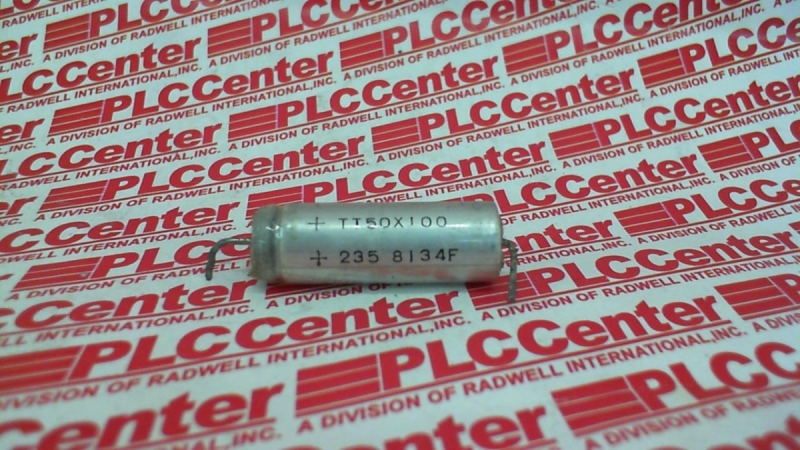 + TT50X100
+ 235 8134F
PLCCenter
A DIVISION OF RADWELL INTERNATIONAL, INC.